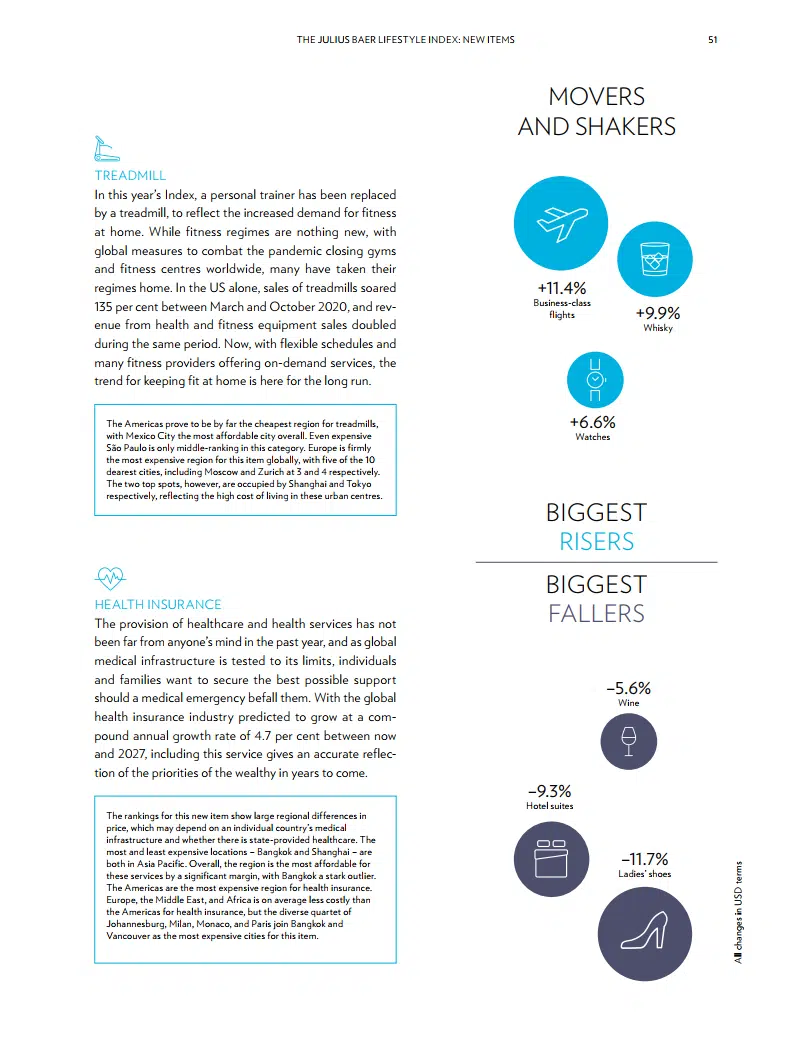 THE JULIUS BAER LIFESTYLE INDEX: NEW ITEMS
51
TREADMILL
In this year's Index, a personal trainer has been replaced
by a treadmill, to reflect the increased demand for fitness
at home. While fitness regimes are nothing new, with
global measures to combat the pandemic closing gyms
and fitness centres worldwide, many have taken their
regimes home. In the US alone, sales of treadmills soared
135 per cent between March and October 2020, and rev-
enue from health and fitness equipment sales doubled
during the same period. Now, with flexible schedules and
many fitness providers offering on-demand services, the
trend for keeping fit at home is here for the long run.
The Americas prove to be by far the cheapest region for treadmills,
with Mexico City the most affordable city overall. Even expensive
São Paulo is only middle-ranking in this category. Europe is firmly
the most expensive region for this item globally, with five of the 10
dearest cities, including Moscow and Zurich at 3 and 4 respectively.
The two top spots, however, are occupied by Shanghai and Tokyo
respectively, reflecting the high cost of living in these urban centres.
HEALTH INSURANCE
The provision of healthcare and health services has not
been far from anyone's mind in the past year, and as global
medical infrastructure is tested to its limits, individuals
and families want to secure the best possible support
should a medical emergency befall them. With the global
health insurance industry predicted to grow at a com-
pound annual growth rate of 4.7 per cent between now
and 2027, including this service gives an accurate reflec-
tion of the priorities of the wealthy in years to come.
The rankings for this new item show large regional differences in
price, which may depend on an individual country's medical
infrastructure and whether there is state-provided healthcare. The
most and least expensive locations – Bangkok and Shanghai – are
both in Asia Pacific. Overall, the region is the most affordable for
these services by a significant margin, with Bangkok a stark outlier.
The Americas are the most expensive region for health insurance.
Europe, the Middle East, and Africa is on average less costly than
the Americas for health insurance, but the diverse quartet of
Johannesburg, Milan, Monaco, and Paris join Bangkok and
Vancouver as the most expensive cities for this item.
MOVERS
AND SHAKERS
+11.4%
Business-class
flights
+9.9%
Whisky
+6.6%
Watches
BIGGEST
RISERS
BIGGEST
FALLERS
–5.6%
Wine
–9.3%
Hotel suites
–11.7%
Ladies' shoes
All changes in USD terms